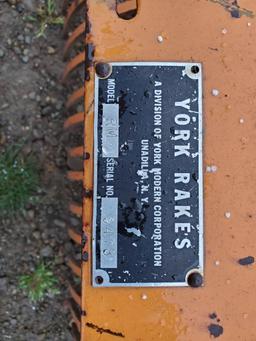 YORK RAKES
A DIVISION OF YORK MODERN CORPORATION
UNADILLA, N. Y.
MODEL SERIAL NO.